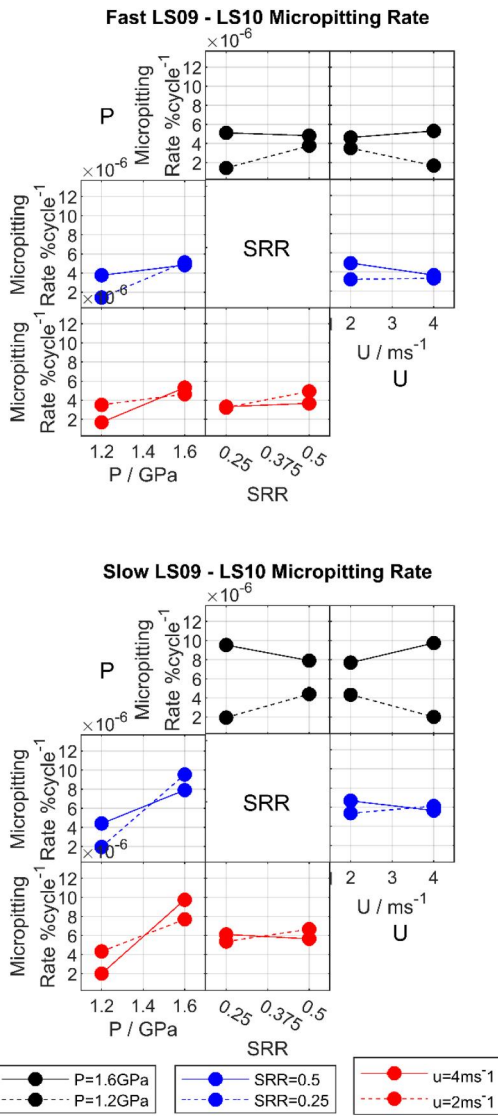 Fast LS09 - LS10 Micropitting Rate
×10⁻⁶
12
10
8
6
4
2
Micropitting
Rate %cycle⁻¹
P
×10⁻⁶
12
10
8
6
4
2
Micropitting
Rate %cycle⁻¹
SRR
×10⁻⁶
12
10
8
6
4
2
Micropitting
Rate %cycle⁻¹
2 3 4
U / ms⁻¹
U
1.2 1.4 1.6
P / GPa
0.25 0.375 0.5
SRR
Slow LS09 - LS10 Micropitting Rate
×10⁻⁶
12
10
8
6
4
2
Micropitting
Rate %cycle⁻¹
P
×10⁻⁶
12
10
8
6
4
2
Micropitting
Rate %cycle⁻¹
SRR
×10⁻⁶
12
10
8
6
4
2
Micropitting
Rate %cycle⁻¹
2 3 4
U / ms⁻¹
U
1.2 1.4 1.6
P / GPa
0.25 0.375 0.5
SRR
P=1.6GPa
P=1.2GPa
SRR=0.5
SRR=0.25
u=4ms⁻¹
u=2ms⁻¹